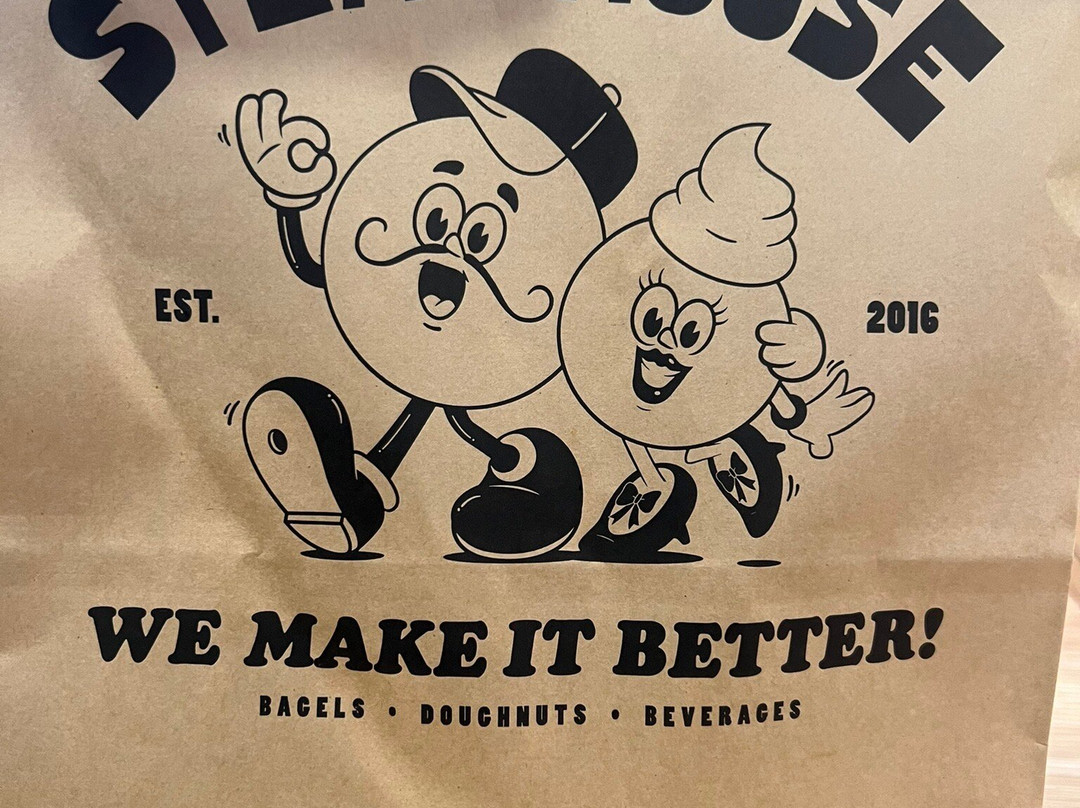 EST.
2016
WE MAKE IT BETTER!
BAGELS • DOUGHNUTS • BEVERAGES